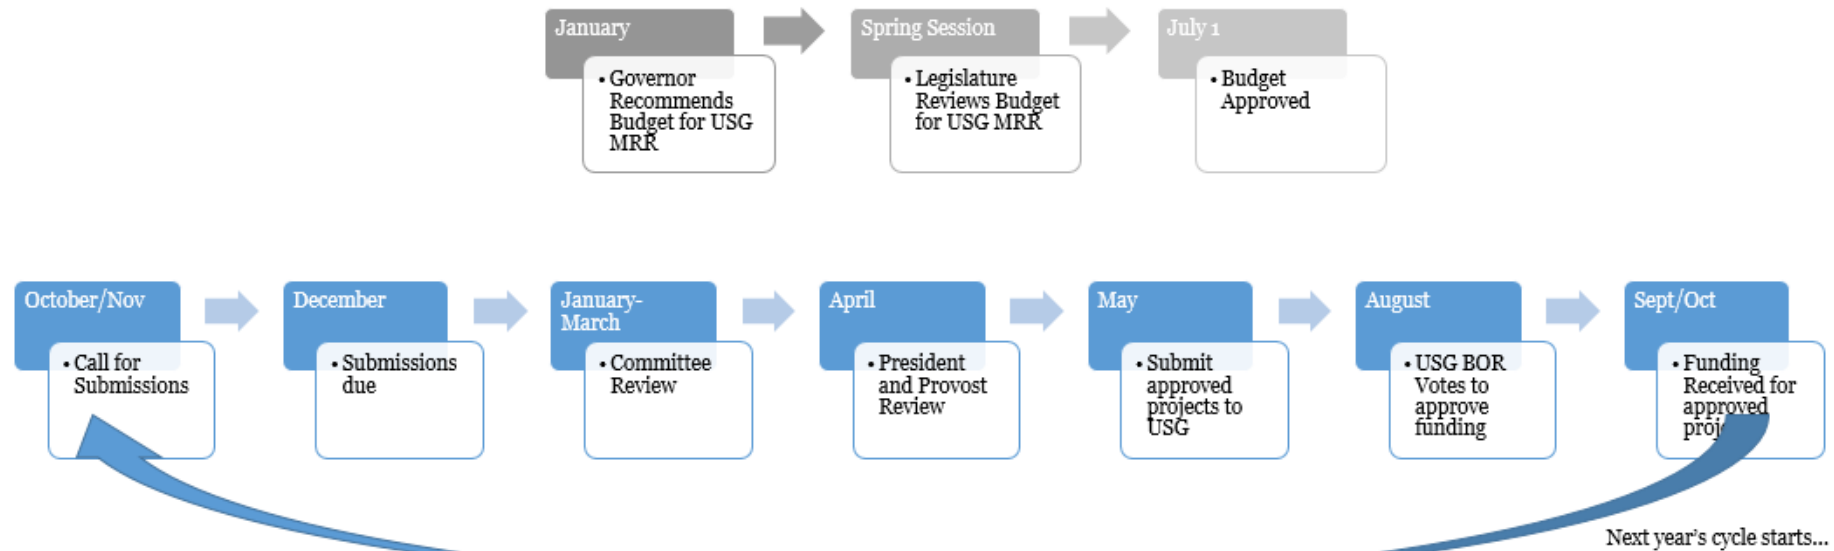 January
• Governor
Recommends
Budget for USG
MRR
Spring Session
• Legislature
Reviews Budget
for USG MRR
July 1
• Budget
Approved
October/Nov
• Call for
Submissions
December
• Submissions
due
January-
March
• Committee
Review
April
• President
and Provost
Review
May
• Submit
approved
projects to
USG
August
• USG BOR
Votes to
approve
funding
Sept/Oct
• Funding
Received for
approved
Next year's cycle starts...